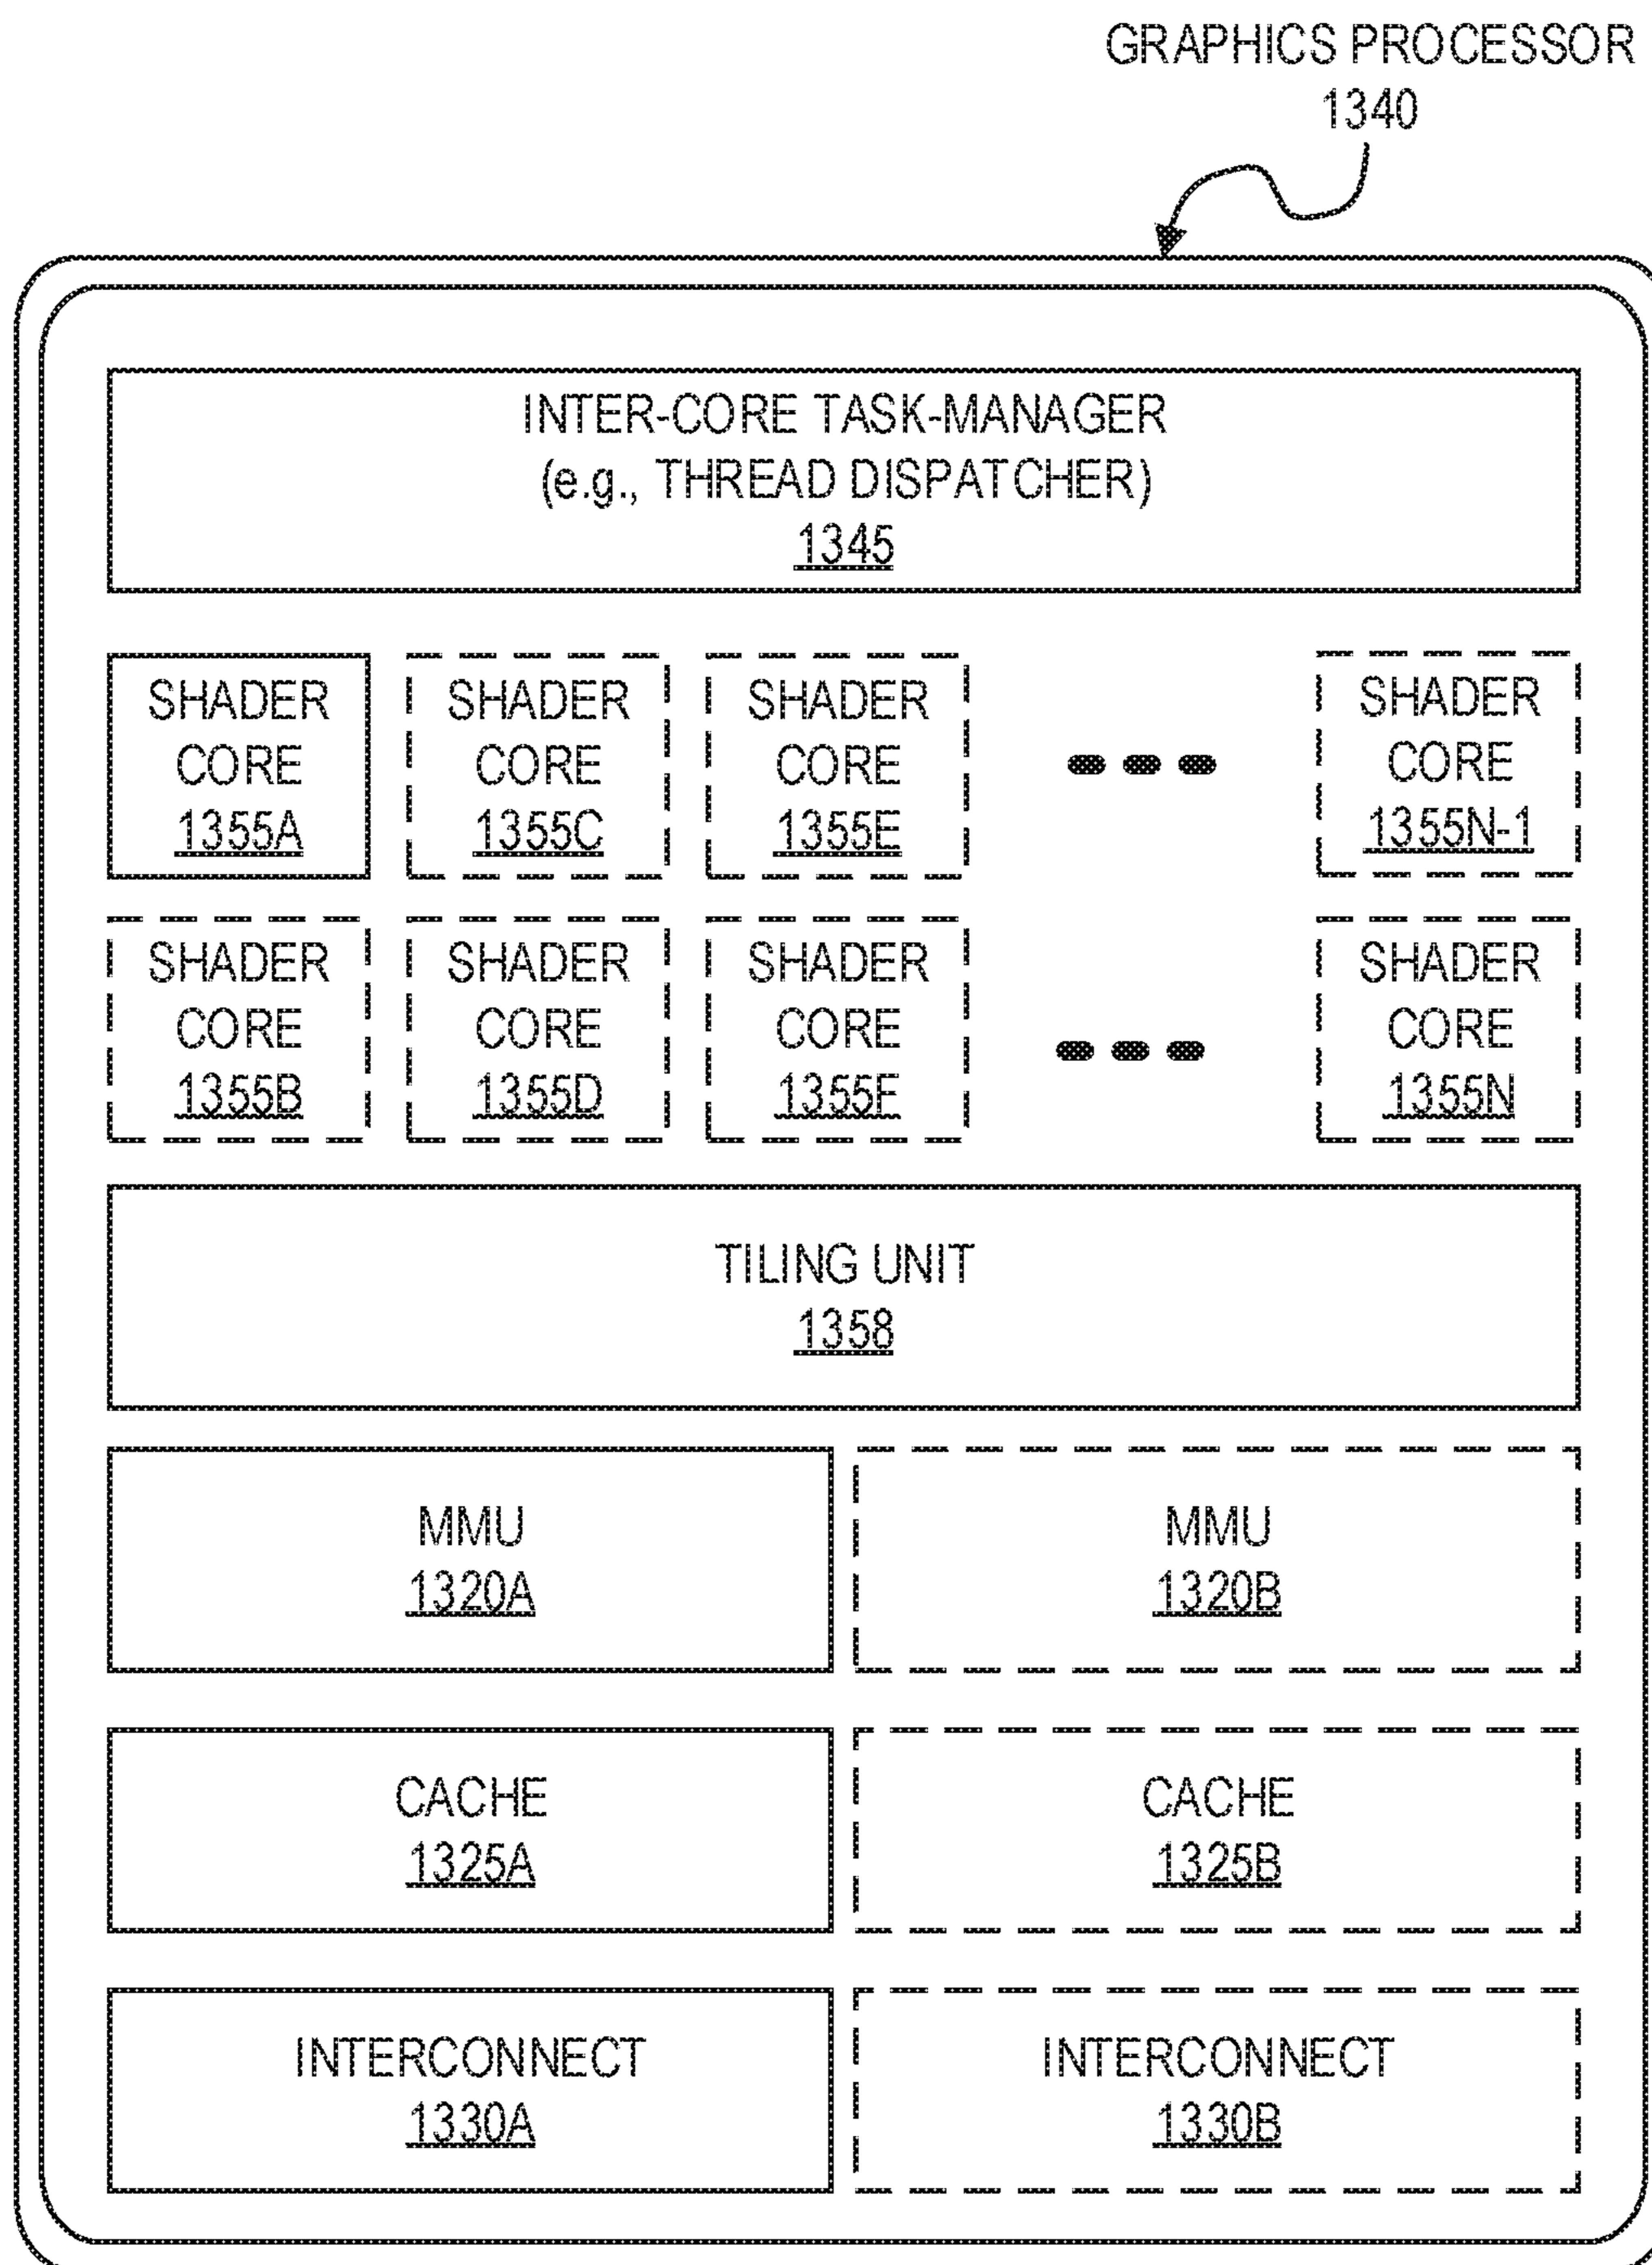 GRAPHICS PROCESSOR
1340
INTER-CORE TASK-MANAGER
(e.g., THREAD DISPATCHER)
1345
SHADER
CORE
1355A
SHADER
CORE
1355C
SHADER
CORE
1355E
SHADER
CORE
1355N-1
SHADER
CORE
1355B
SHADER
CORE
1355D
SHADER
CORE
1355F
SHADER
CORE
1355N
TILING UNIT
1358
MMU
1320A
MMU
1320B
CACHE
1325A
CACHE
1325B
INTERCONNECT
1330A
INTERCONNECT
1330B